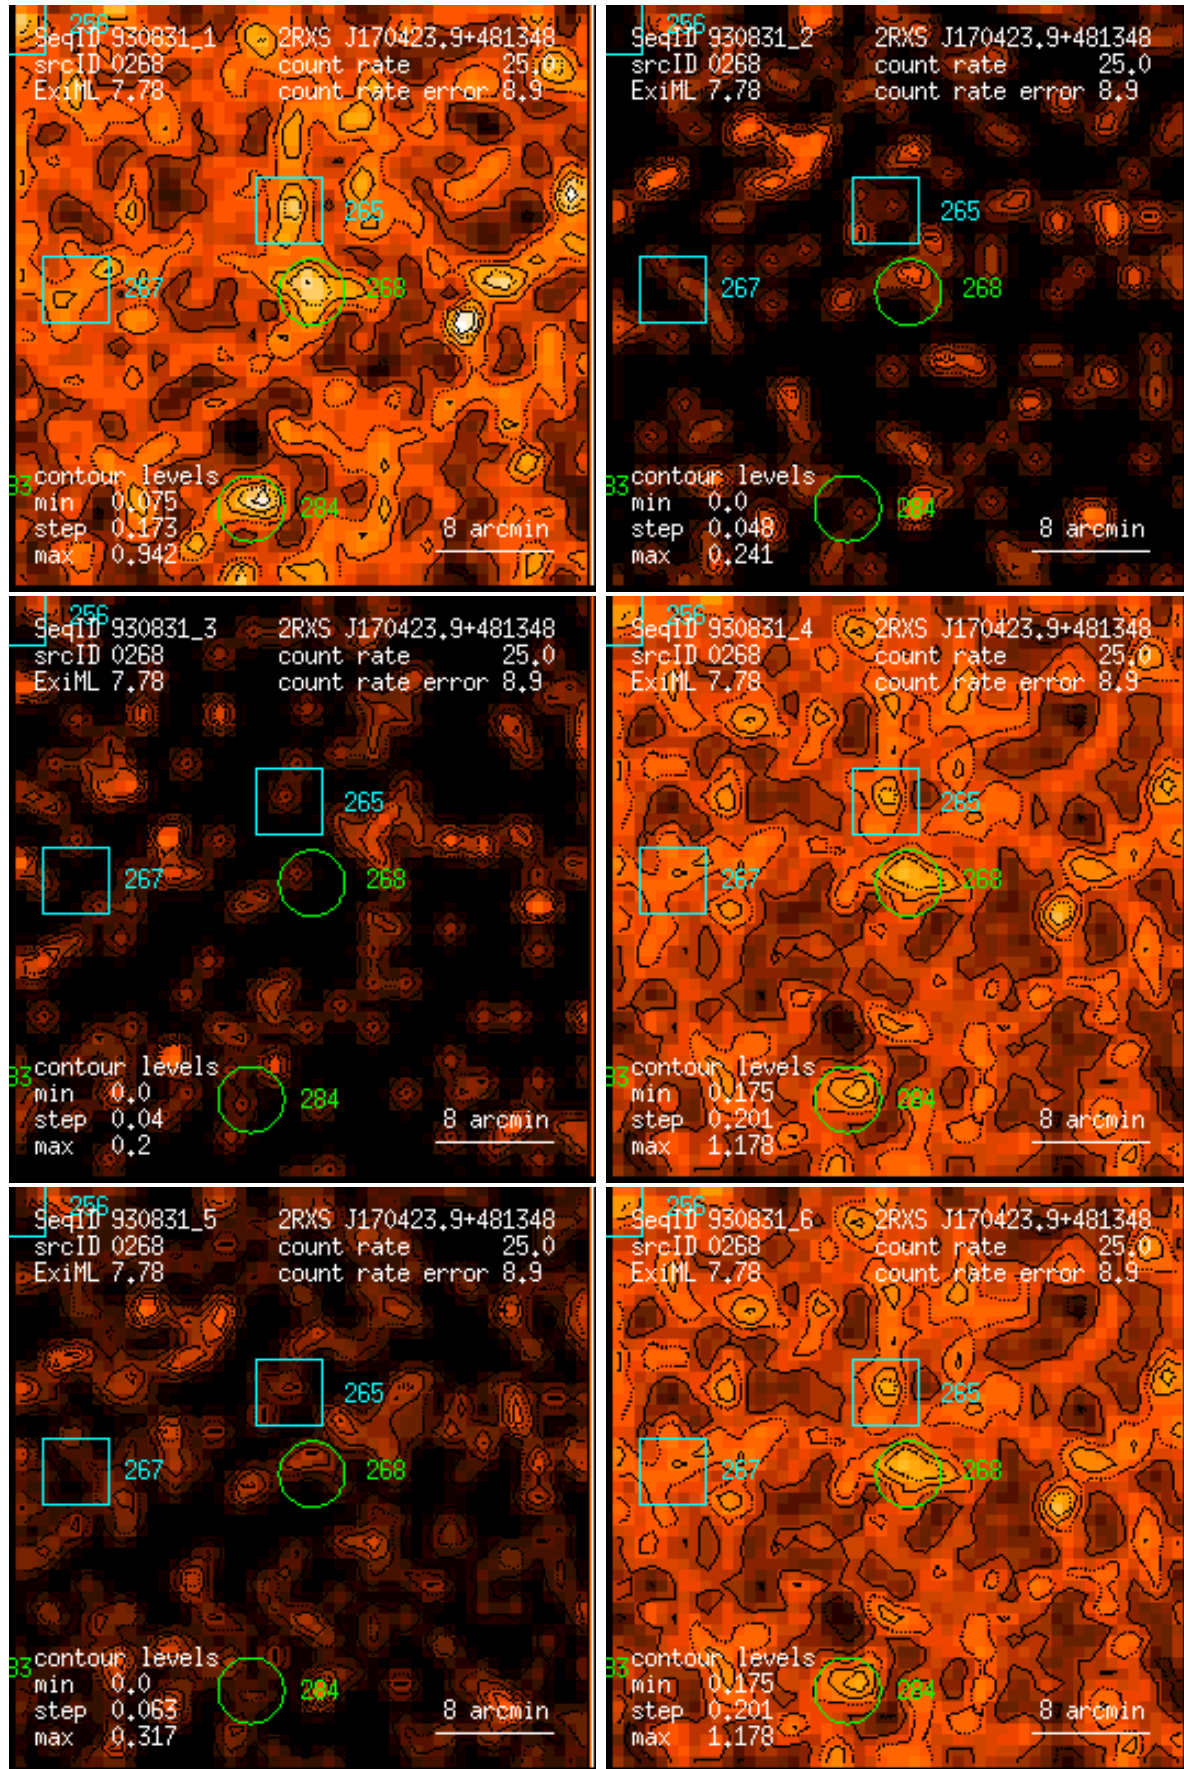 256
SeqID 930831_1 2RXS J170423.9+481348
srcID 0268 count rate 25.0
ExiML 7.78 count rate error 8.9
265
267
268
contour levels
83
min 0.075
284
step 0.173
8 arcmin
max 0.942
256
SeqID 930831_2 2RXS J170423.9+481348
srcID 0268 count rate 25.0
ExiML 7.78 count rate error 8.9
265
267
268
contour levels
83
min 0.0
284
step 0.048
8 arcmin
max 0.241
256
SeqID 930831_3 2RXS J170423.9+481348
srcID 0268 count rate 25.0
ExiML 7.78 count rate error 8.9
265
267
268
contour levels
83
min 0.0
284
step 0.04
8 arcmin
max 0.2
256
SeqID 930831_4 2RXS J170423.9+481348
srcID 0268 count rate 25.0
ExiML 7.78 count rate error 8.9
265
267
268
contour levels
83
min 0.175
284
step 0.201
8 arcmin
max 1.178
256
SeqID 930831_5 2RXS J170423.9+481348
srcID 0268 count rate 25.0
ExiML 7.78 count rate error 8.9
265
267
268
contour levels
83
min 0.0
284
step 0.063
8 arcmin
max 0.317
256
SeqID 930831_6 2RXS J170423.9+481348
srcID 0268 count rate 25.0
ExiML 7.78 count rate error 8.9
265
267
268
contour levels
83
min 0.175
284
step 0.201
8 arcmin
max 1.178